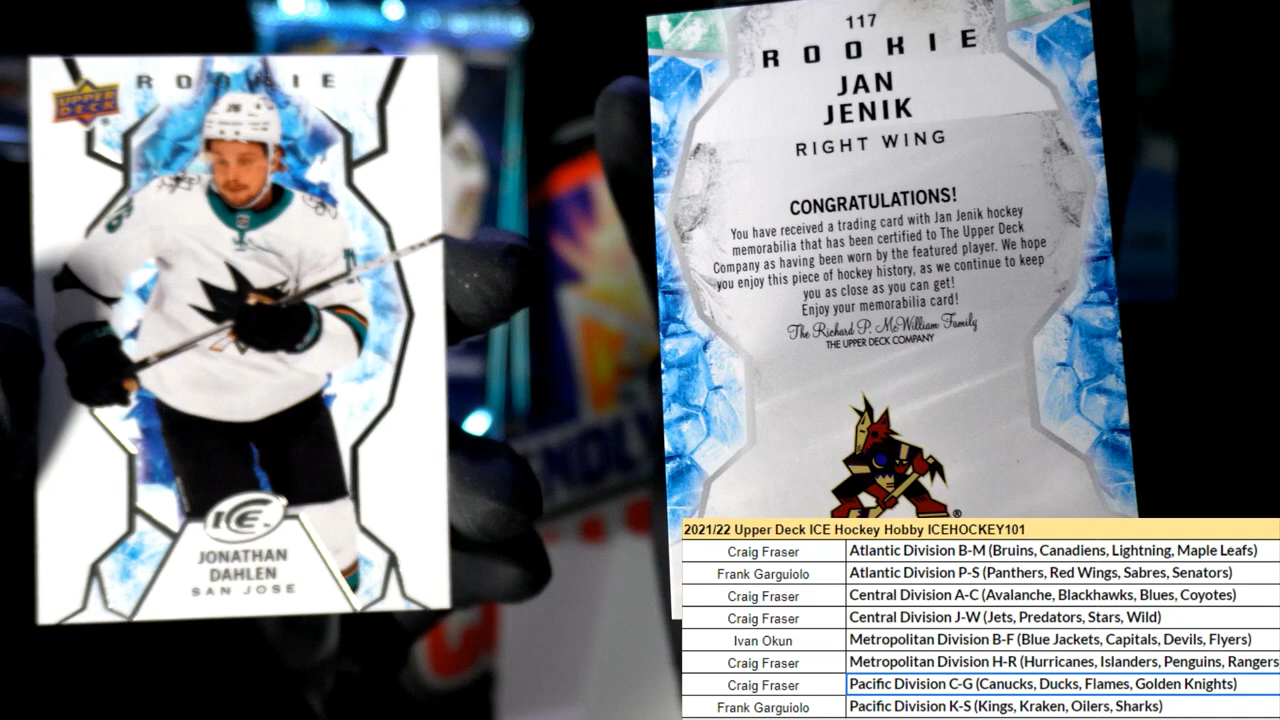 ROOKIE
UPPER
DECK
ICE
JONATHAN
DAHLEN
SAN JOSE
117
ROOKIE
JAN
JENIK
RIGHT WING
CONGRATULATIONS!
You have received a trading card with Jan Jenik hockey
memorabilia that has been certified to The Upper Deck
Company as having been worn by the featured player. We hope
you enjoy this piece of hockey history, as we continue to keep
you as close as you can get!
Enjoy your memorabilia card!
The Richard P. McWilliam Family
THE UPPER DECK COMPANY
2021/22 Upper Deck ICE Hockey Hobby ICEHOCKEY101
Craig Fraser Atlantic Division B-M (Bruins, Canadiens, Lightning, Maple Leafs)
Frank Garguiolo Atlantic Division P-S (Panthers, Red Wings, Sabres, Senators)
Craig Fraser Central Division A-C (Avalanche, Blackhawks, Blues, Coyotes)
Craig Fraser Central Division J-W (Jets, Predators, Stars, Wild)
Ivan Okun Metropolitan Division B-F (Blue Jackets, Capitals, Devils, Flyers)
Craig Fraser Metropolitan Division H-R (Hurricanes, Islanders, Penguins, Rangers
Craig Fraser Pacific Division C-G (Canucks, Ducks, Flames, Golden Knights)
Frank Garguiolo Pacific Division K-S (Kings, Kraken, Oilers, Sharks)